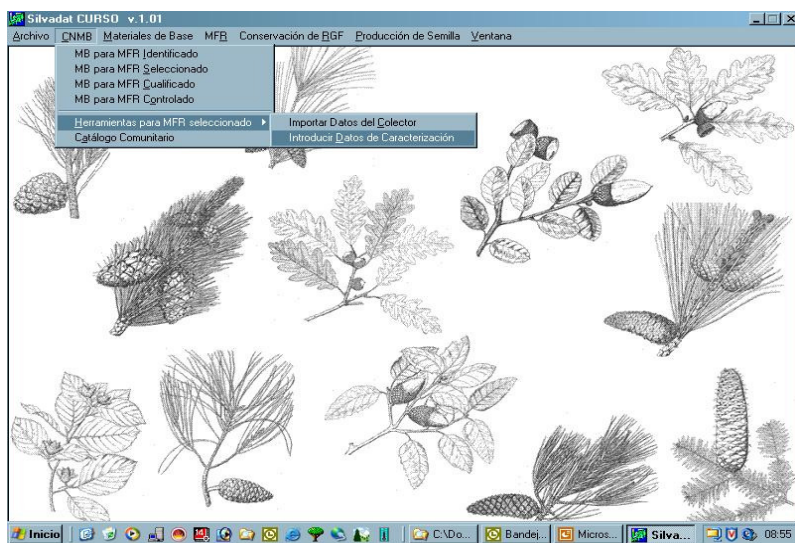 Silvadat CURSO v.1.01
Archivo CNMB Materiales de Base MFR Conservación de RGF Producción de Semilla Ventana
MB para MFR Identificado
MB para MFR Seleccionado
MB para MFR Cualificado
MB para MFR Controlado
Herramientas para MFR seleccionado
Catálogo Comunitario
Importar Datos del Colector
Introducir Datos de Caracterización
Inicio C:\Do... Bandej... Micros... Silva... 08:55